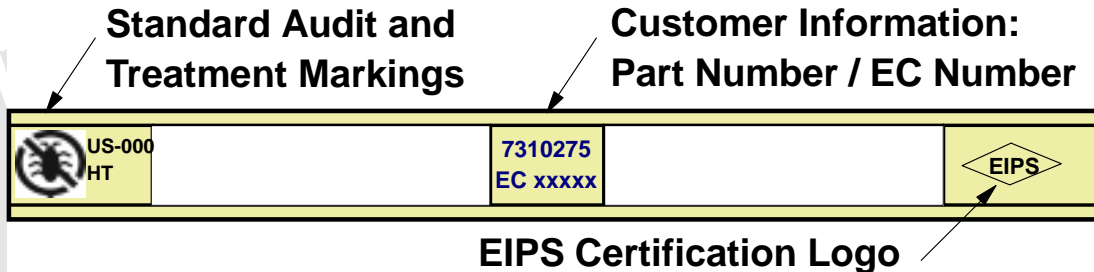 Standard Audit and
Treatment Markings
Customer Information:
Part Number / EC Number
US-000
HT
7310275
EC xxxxx
EIPS
EIPS Certification Logo